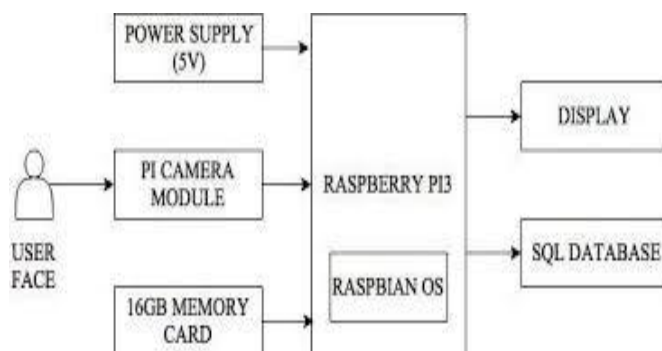 POWER SUPPLY
(5V)
USER
FACE
PI CAMERA
MODULE
16GB MEMORY
CARD
RASPBERRY PI3
RASPBIAN OS
DISPLAY
SQL DATABASE